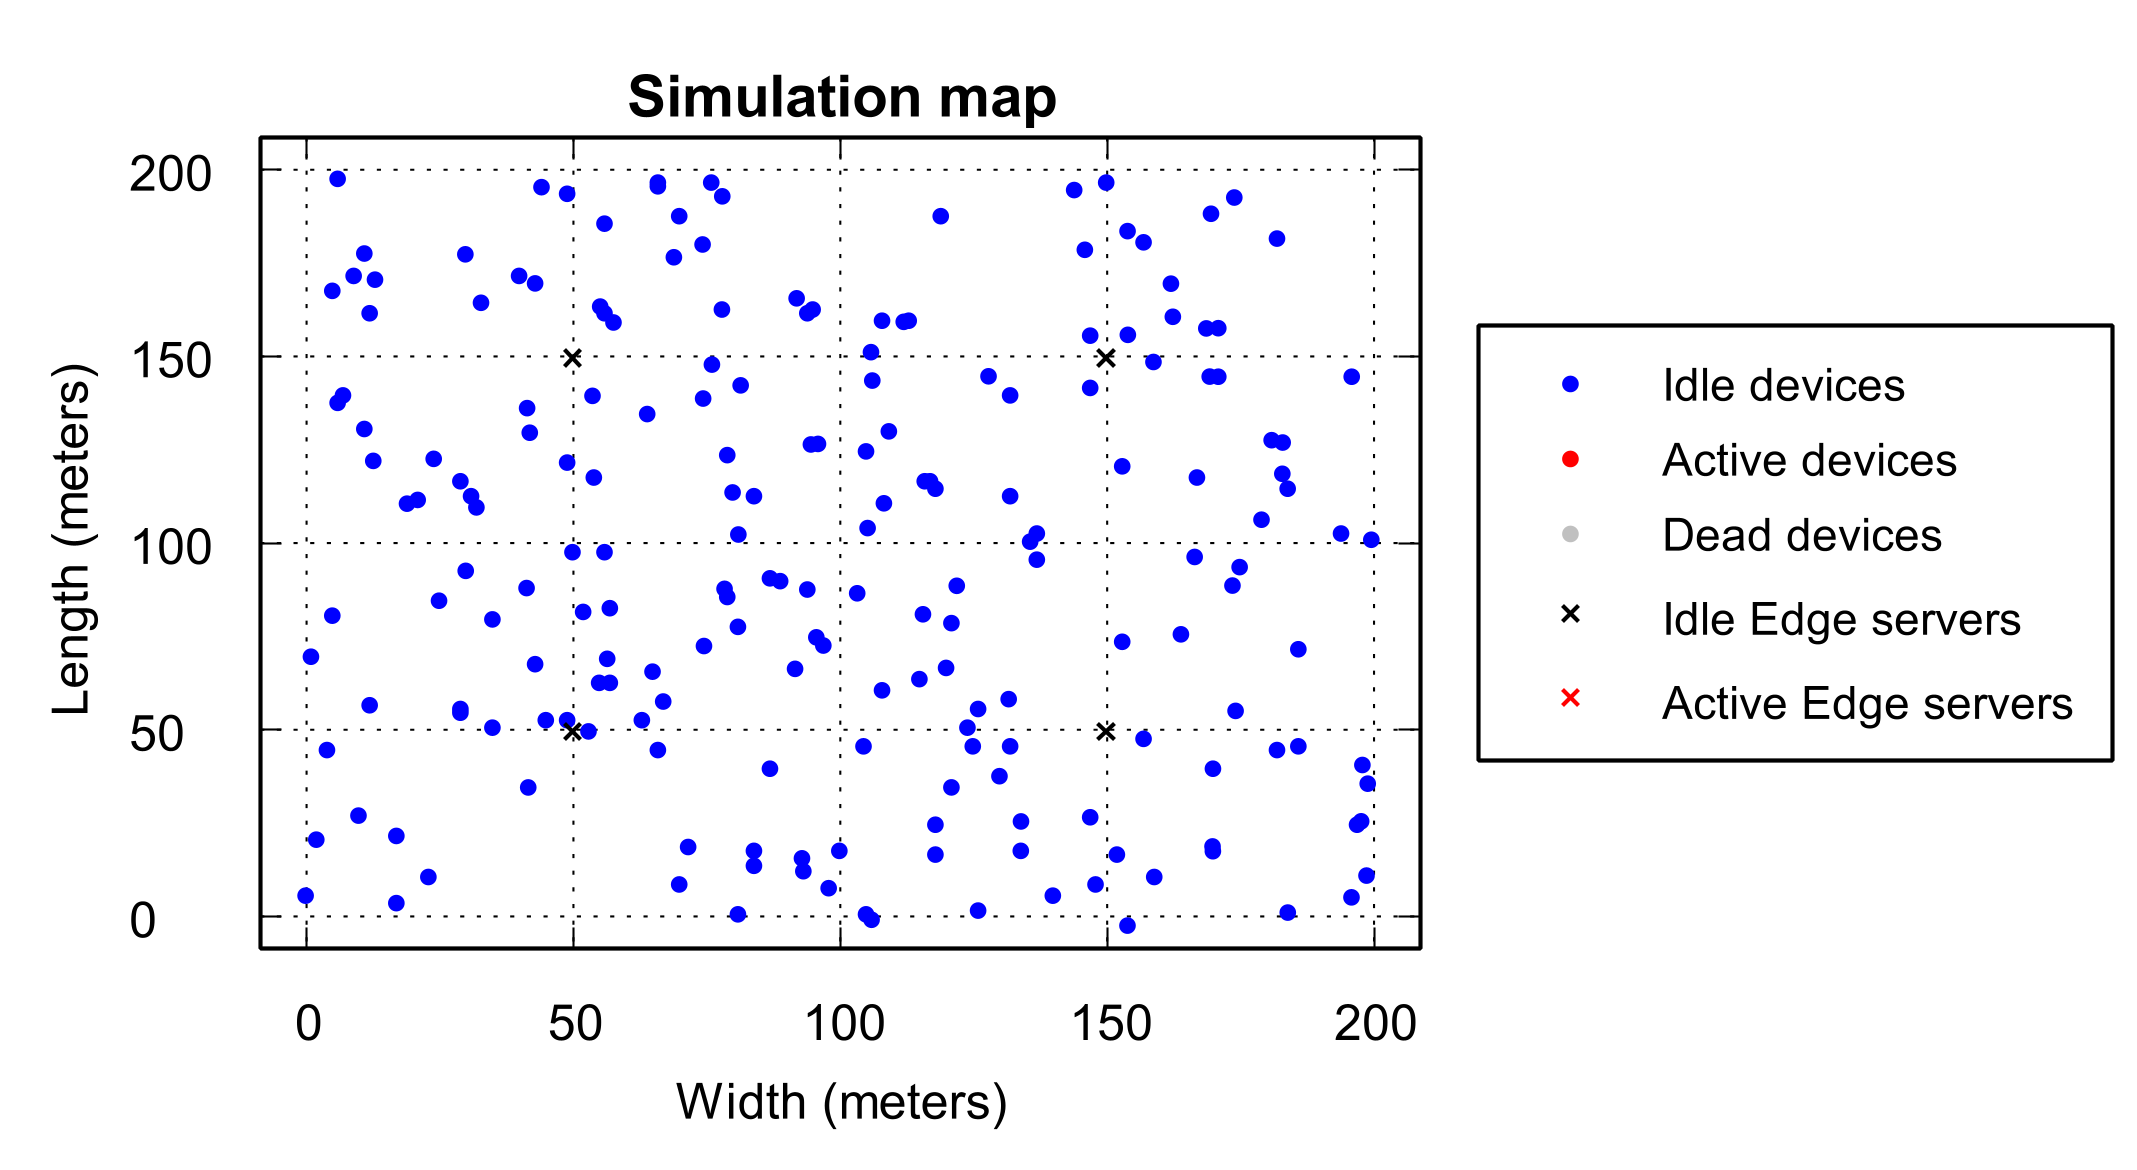 Simulation map
200
150
100
50
0
Length (meters)
0 50 100 150 200
Width (meters)
Idle devices
Active devices
Dead devices
Idle Edge servers
Active Edge servers